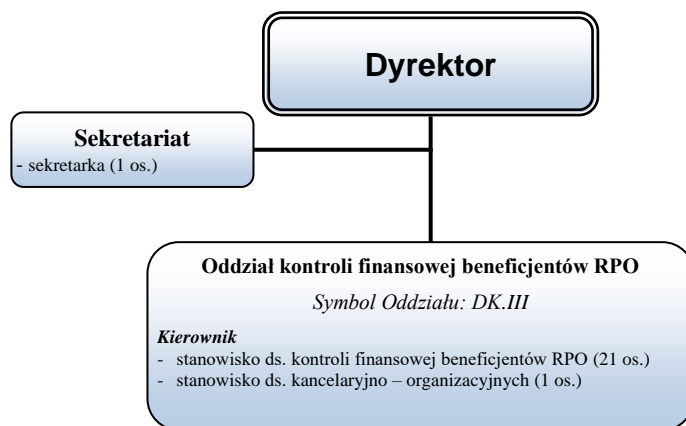 Dyrektor
Sekretariat
- sekretarka (1 os.)
Oddział kontroli finansowej beneficjentów RPO
Symbol Oddziału: DK.III
Kierownik
- stanowisko ds. kontroli finansowej beneficjentów RPO (21 os.)
- stanowisko ds. kancelaryjno – organizacyjnych (1 os.)